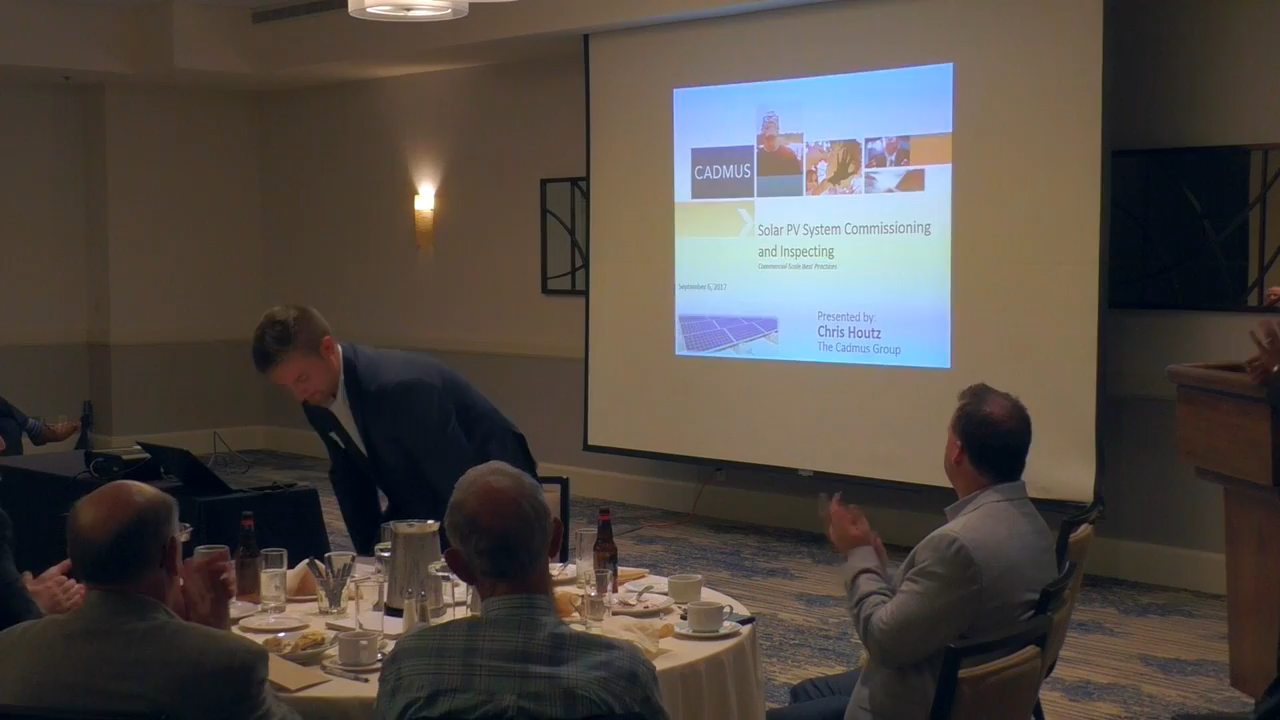 CADMUS
Solar PV System Commissioning
and Inspecting
Commercial-Scale Best Practices
September 6, 2017
Presented by:
Chris Houtz
The Cadmus Group